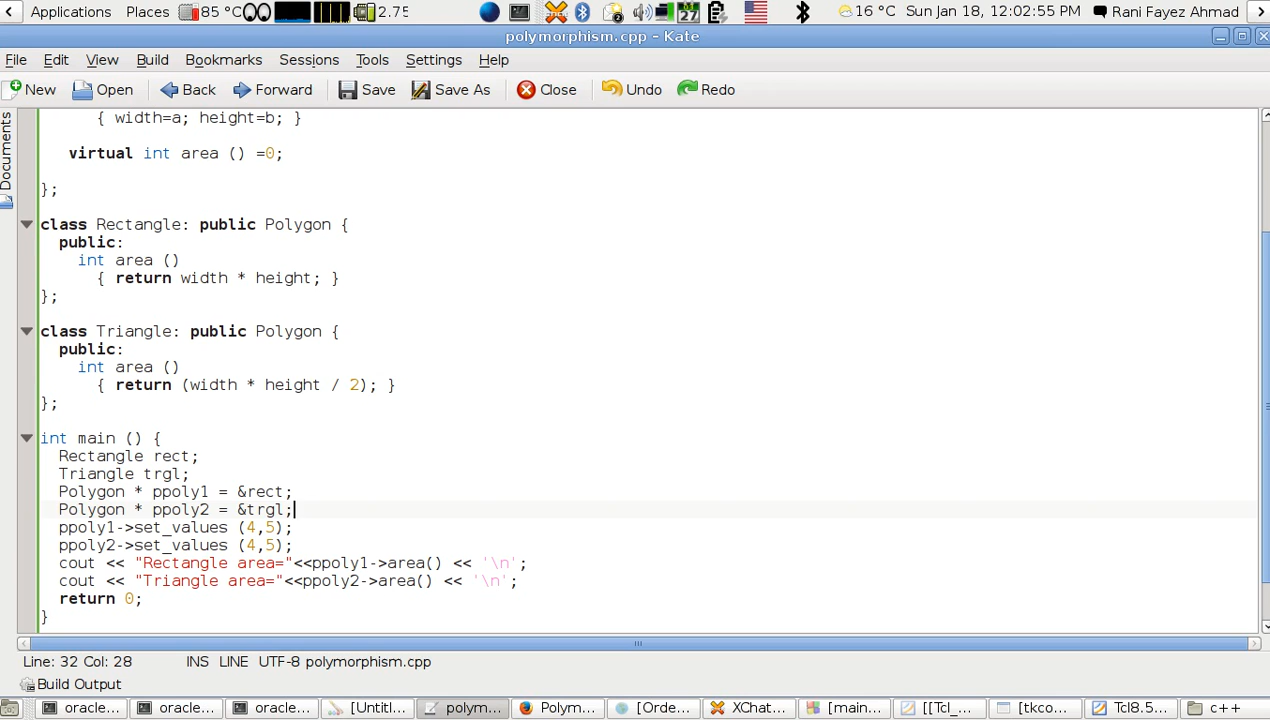 Applications Places 85 °C 2.75 16 °C Sun Jan 18, 12:02:55 PM Rani Fayez Ahmad
polymorphism.cpp - Kate
File Edit View Build Bookmarks Sessions Tools Settings Help
New Open Back Forward Save Save As Close Undo Redo
Documents
{ width=a; height=b; }
virtual int area () =0;
};
class Rectangle: public Polygon {
public:
int area ()
{ return width * height; }
};
class Triangle: public Polygon {
public:
int area ()
{ return (width * height / 2); }
};
int main () {
Rectangle rect;
Triangle trgl;
Polygon * ppoly1 = &rect;
Polygon * ppoly2 = &trgl;
ppoly1->set_values (4,5);
ppoly2->set_values (4,5);
cout << "Rectangle area="<<ppoly1->area() << '\n';
cout << "Triangle area="<<ppoly2->area() << '\n';
return 0;
}
Line: 32 Col: 28 INS LINE UTF-8 polymorphism.cpp
Build Output
oracle... oracle... oracle... [Untitl... polym... Polym... [Orde... XChat... [main... [[Tcl_... [tkco... Tcl8.5... c++